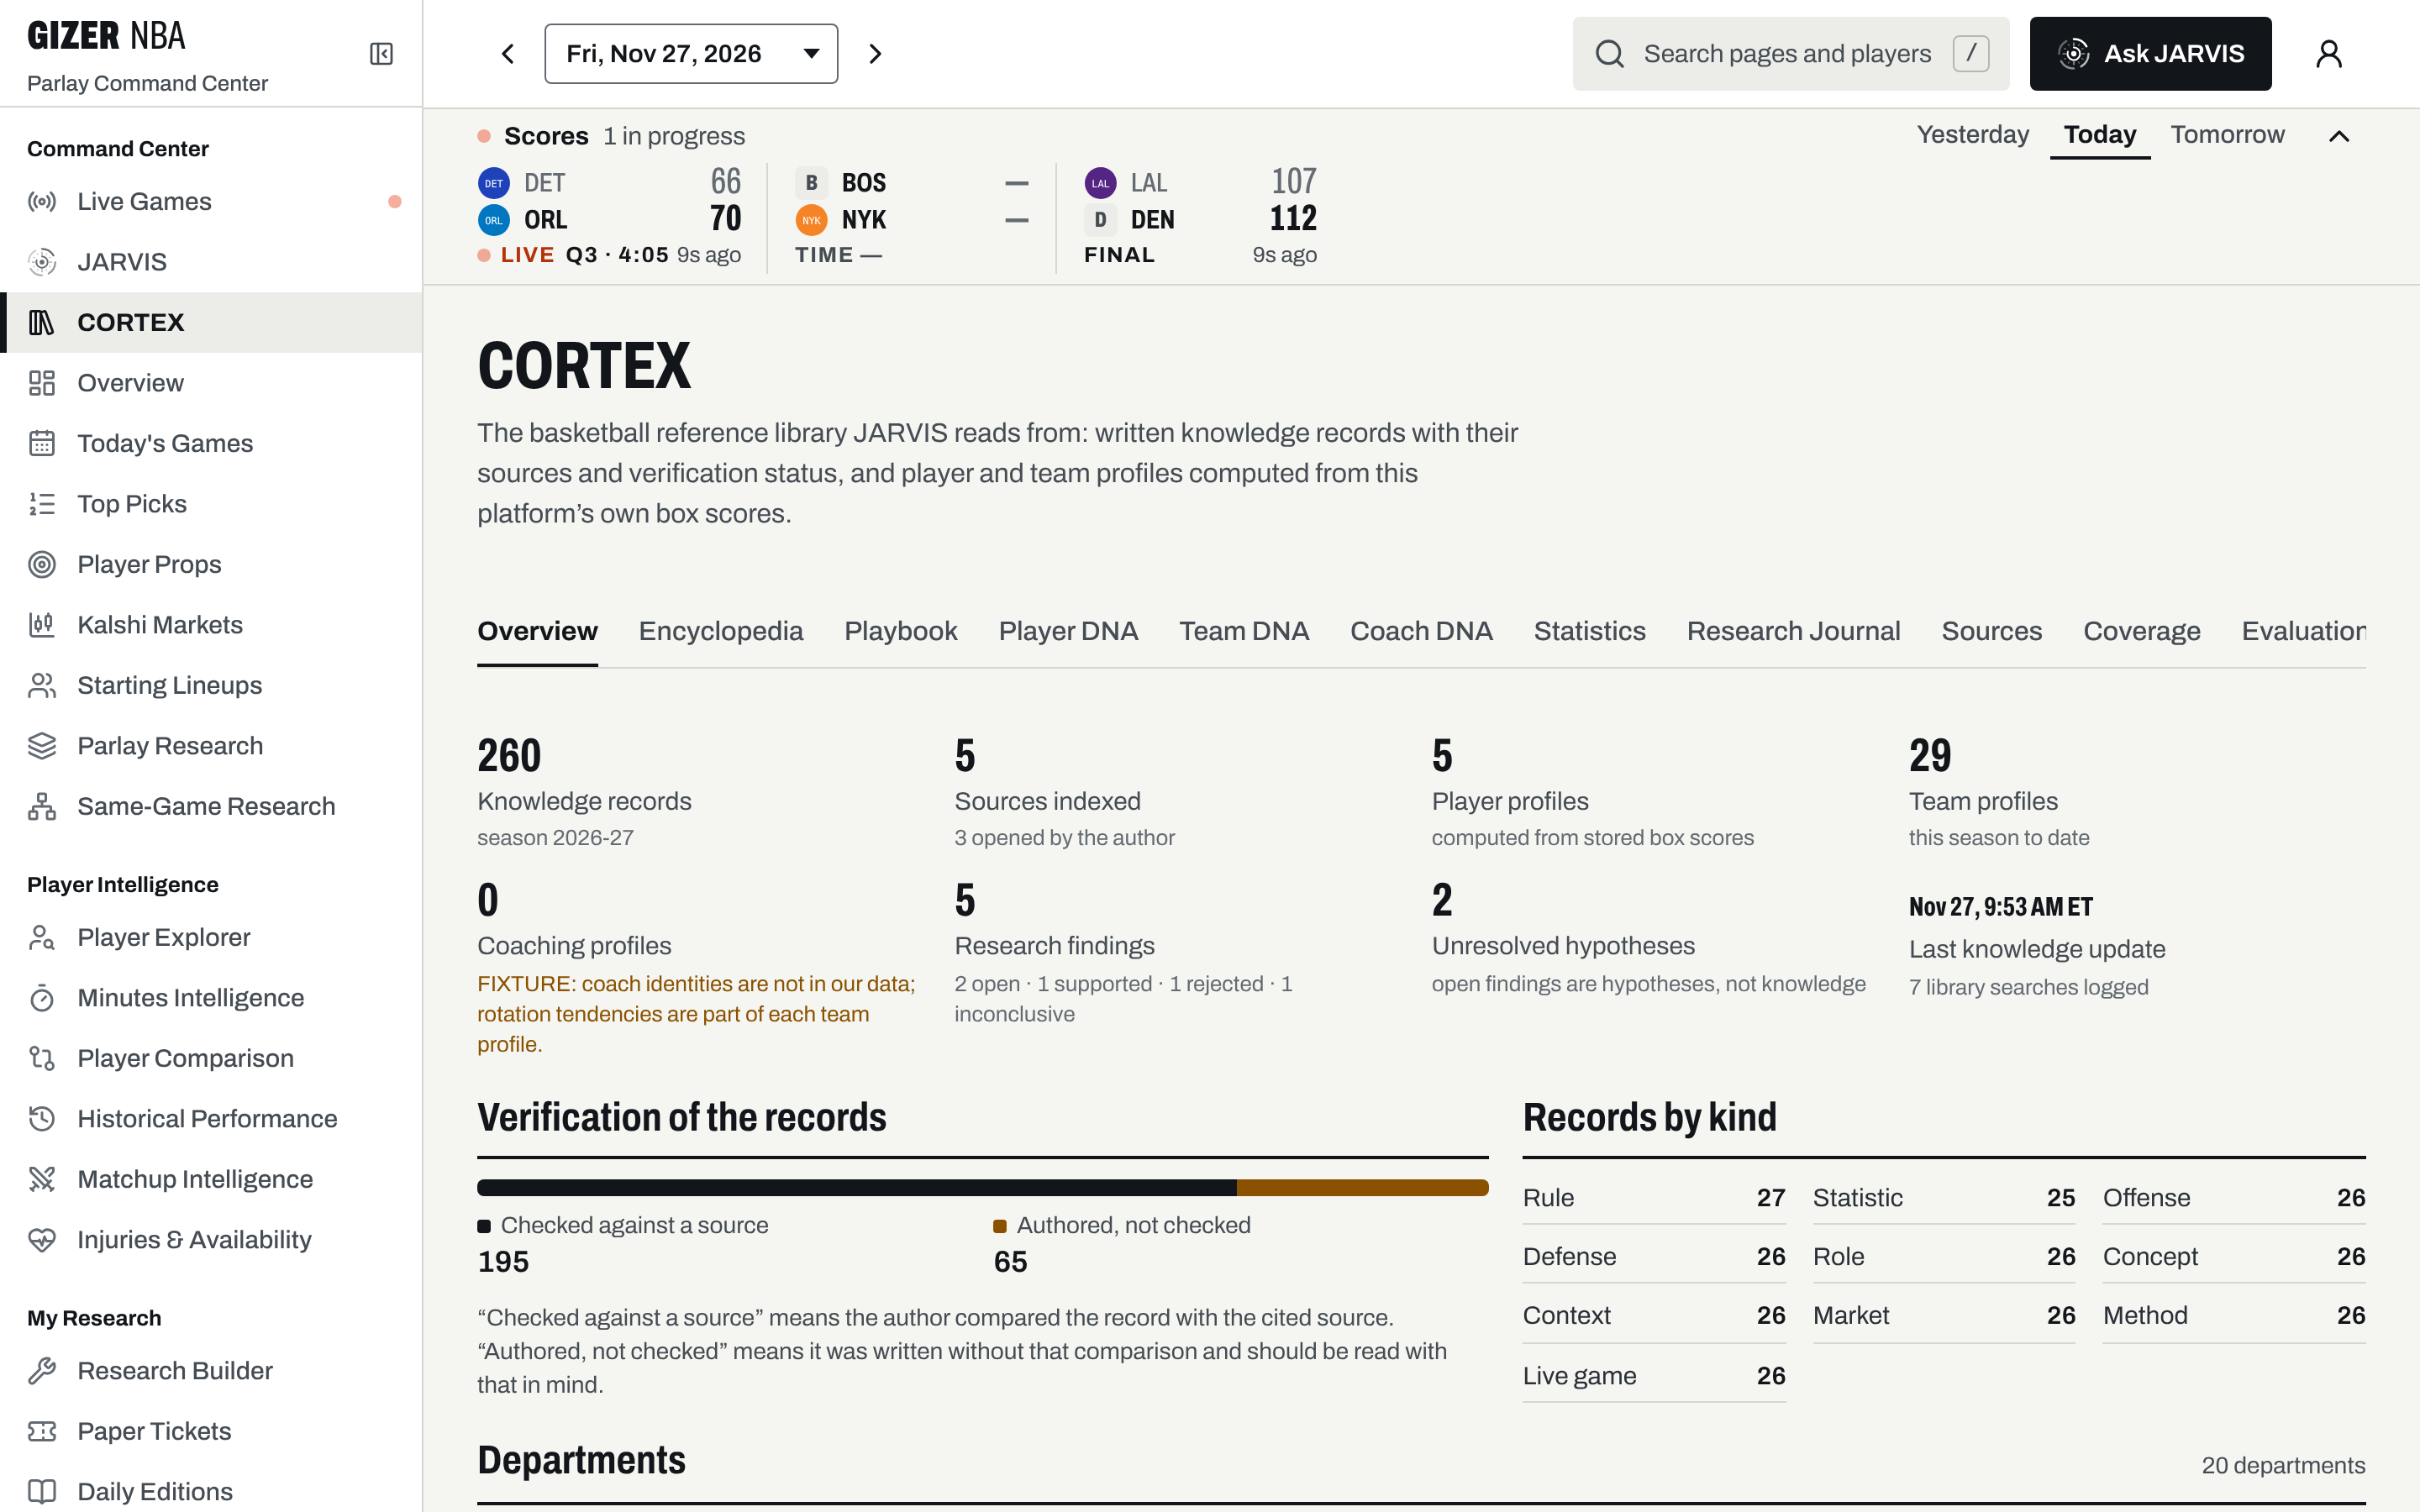 GIZER NBA
Parlay Command Center
Command Center
Live Games
JARVIS
CORTEX
Overview
Today's Games
Top Picks
Player Props
Kalshi Markets
Starting Lineups
Parlay Research
Same-Game Research
Player Intelligence
Player Explorer
Minutes Intelligence
Player Comparison
Historical Performance
Matchup Intelligence
Injuries & Availability
My Research
Research Builder
Paper Tickets
Daily Editions
Fri, Nov 27, 2026
Search pages and players /
Ask JARVIS
Scores 1 in progress
Yesterday Today Tomorrow
DET DET 66
ORL ORL 70
LIVE Q3 · 4:05 9s ago
B BOS —
NYK NYK —
TIME —
LAL LAL 107
D DEN 112
FINAL 9s ago
CORTEX
The basketball reference library JARVIS reads from: written knowledge records with their
sources and verification status, and player and team profiles computed from this
platform’s own box scores.
Overview Encyclopedia Playbook Player DNA Team DNA Coach DNA Statistics Research Journal Sources Coverage Evaluation
260
Knowledge records
season 2026-27
5
Sources indexed
3 opened by the author
5
Player profiles
computed from stored box scores
29
Team profiles
this season to date
0
Coaching profiles
FIXTURE: coach identities are not in our data;
rotation tendencies are part of each team
profile.
5
Research findings
2 open · 1 supported · 1 rejected · 1
inconclusive
2
Unresolved hypotheses
open findings are hypotheses, not knowledge
Nov 27, 9:53 AM ET
Last knowledge update
7 library searches logged
Verification of the records
Checked against a source
195
Authored, not checked
65
“Checked against a source” means the author compared the record with the cited source.
“Authored, not checked” means it was written without that comparison and should be read with
that in mind.
Records by kind
Rule 27 Statistic 25 Offense 26
Defense 26 Role 26 Concept 26
Context 26 Market 26 Method 26
Live game 26
Departments
20 departments